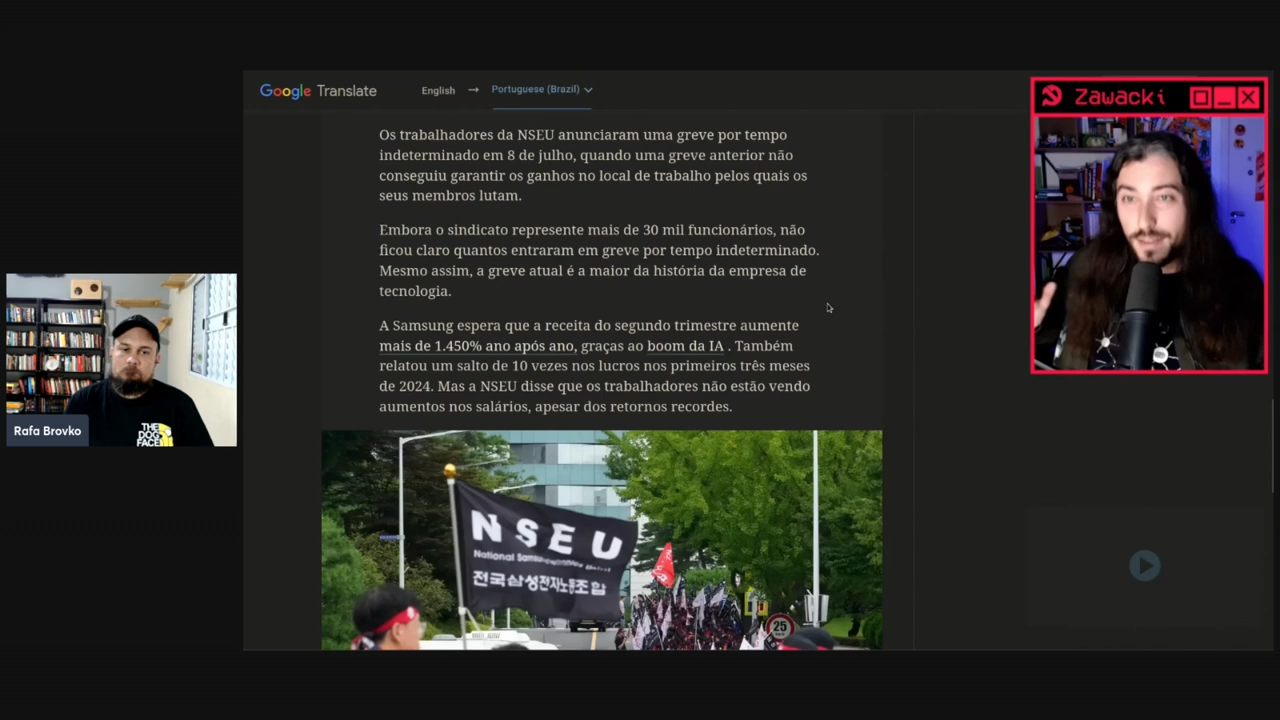 Google Translate
English → Portuguese (Brazil)
Zawacki
Os trabalhadores da NSEU anunciaram uma greve por tempo
indeterminado em 8 de julho, quando uma greve anterior não
conseguiu garantir os ganhos no local de trabalho pelos quais os
seus membros lutam.
Embora o sindicato represente mais de 30 mil funcionários, não
ficou claro quantos entraram em greve por tempo indeterminado.
Mesmo assim, a greve atual é a maior da história da empresa de
tecnologia.
A Samsung espera que a receita do segundo trimestre aumente
mais de 1.450% ano após ano, graças ao boom da IA . Também
relatou um salto de 10 vezes nos lucros nos primeiros três meses
de 2024. Mas a NSEU disse que os trabalhadores não estão vendo
aumentos nos salários, apesar dos retornos recordes.
Rafa Brovko
THE
DOG
FACE
NSEU
National
전국삼성전자노동조합
25